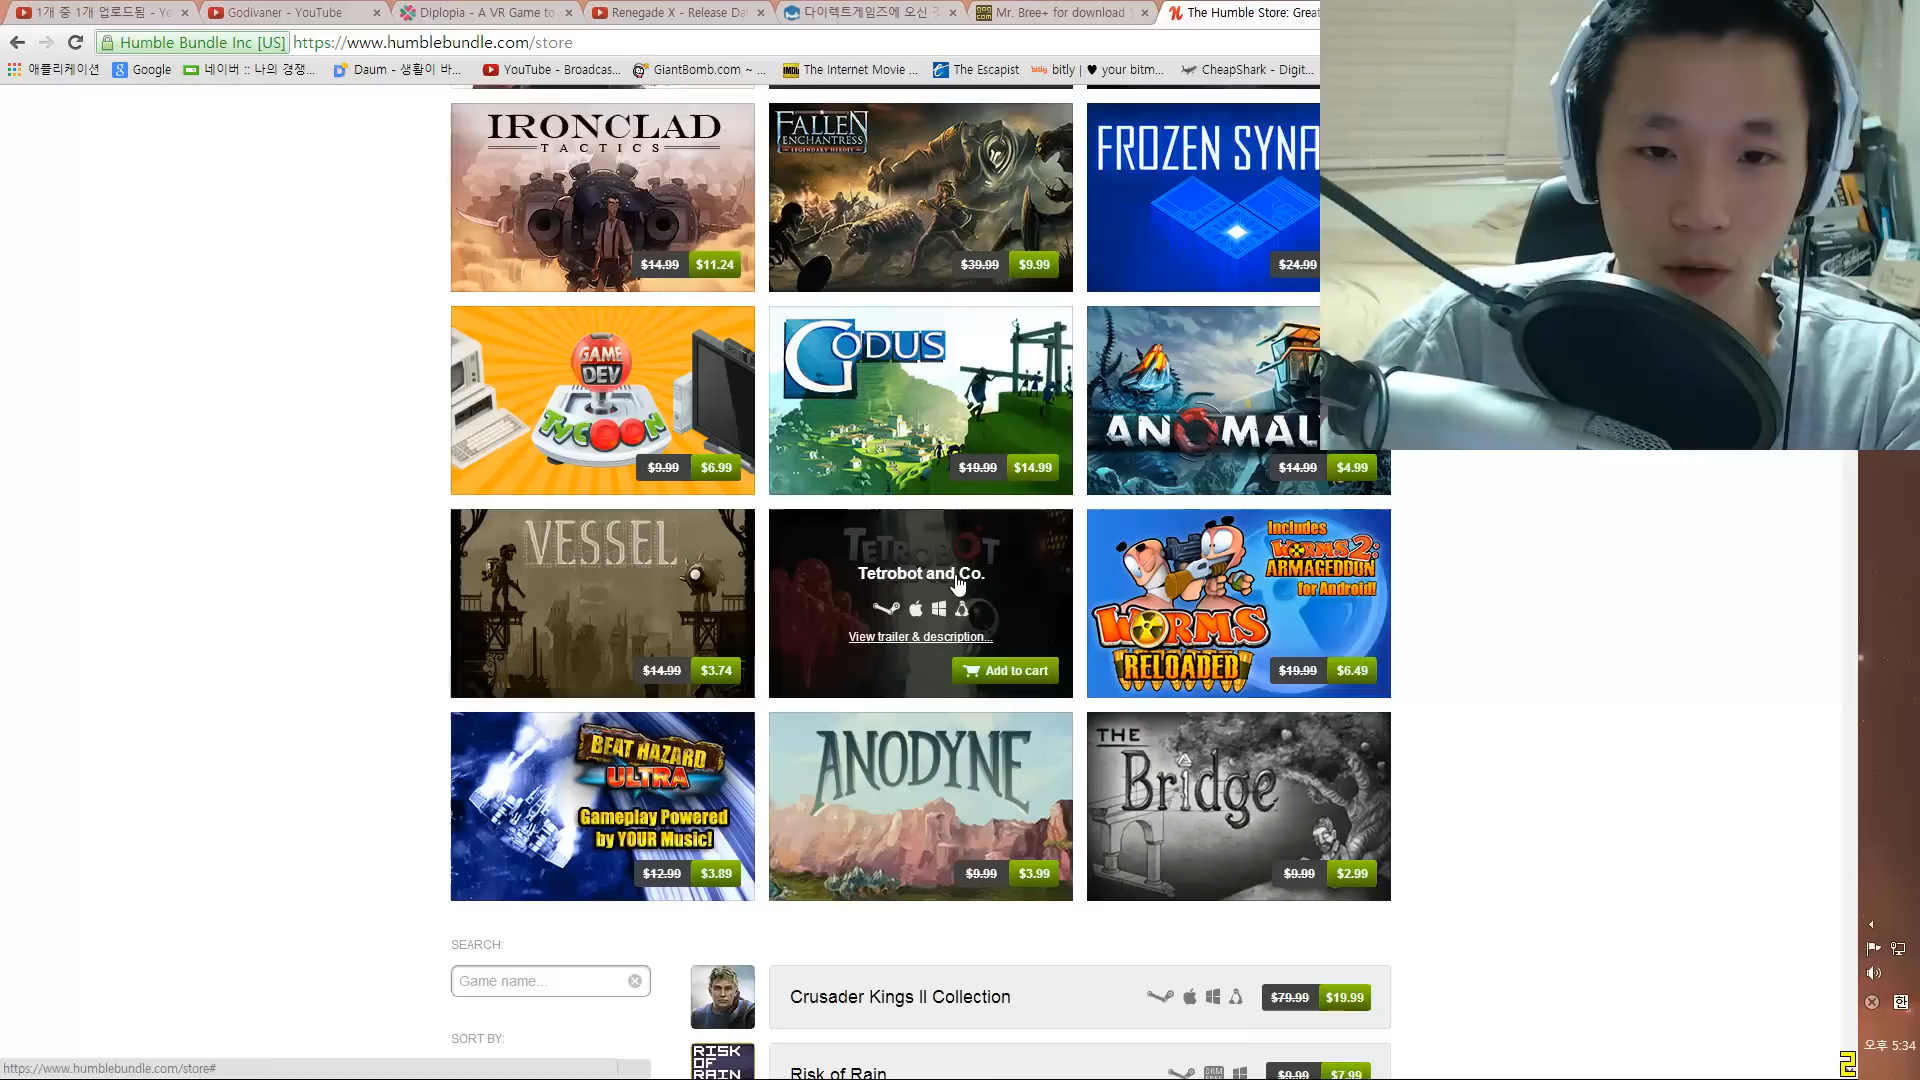 1개 중 1개 업로드됨 - Yo
Godivaner - YouTube
Diplopia - A VR Game to
Renegade X - Release Da
다이렉트게임즈에 오신 것
Mr. Bree+ for download
The Humble Store: Great
Humble Bundle Inc [US]
https://www.humblebundle.com/store
애플리케이션
Google
네이버 :: 나의 경쟁...
Daum - 생활이 바...
YouTube - Broadcas...
GiantBomb.com ~ ...
The Internet Movie ...
The Escapist
bitly | ♥ your bitm...
CheapShark - Digit...
IRONCLAD
TACTICS
$14.99 $11.24
FALLEN
ENCHANTRESS
LEGENDARY HEROES
$39.99 $9.99
FROZEN SYNA
$24.99
GAME
DEV
TYCOON
$9.99 $6.99
GODUS
$19.99 $14.99
ANOMAL
$14.99 $4.99
VESSEL
$14.99 $3.74
TETROBOT
Tetrobot and Co.
View trailer & description...
Add to cart
Includes
WORMS 2:
ARMAGEDDON
for Android!
WORMS
RELOADED
$19.99 $6.49
BEAT HAZARD
ULTRA
Gameplay Powered
by YOUR Music!
$12.99 $3.89
ANODYNE
$9.99 $3.99
THE
Bridge
$9.99 $2.99
SEARCH:
Game name...
Crusader Kings II Collection
$79.99 $19.99
SORT BY:
RISK
OF
RAIN
Risk of Rain
DRM
FREE
$9.99 $7.99
https://www.humblebundle.com/store#
한
오후 5:34
2